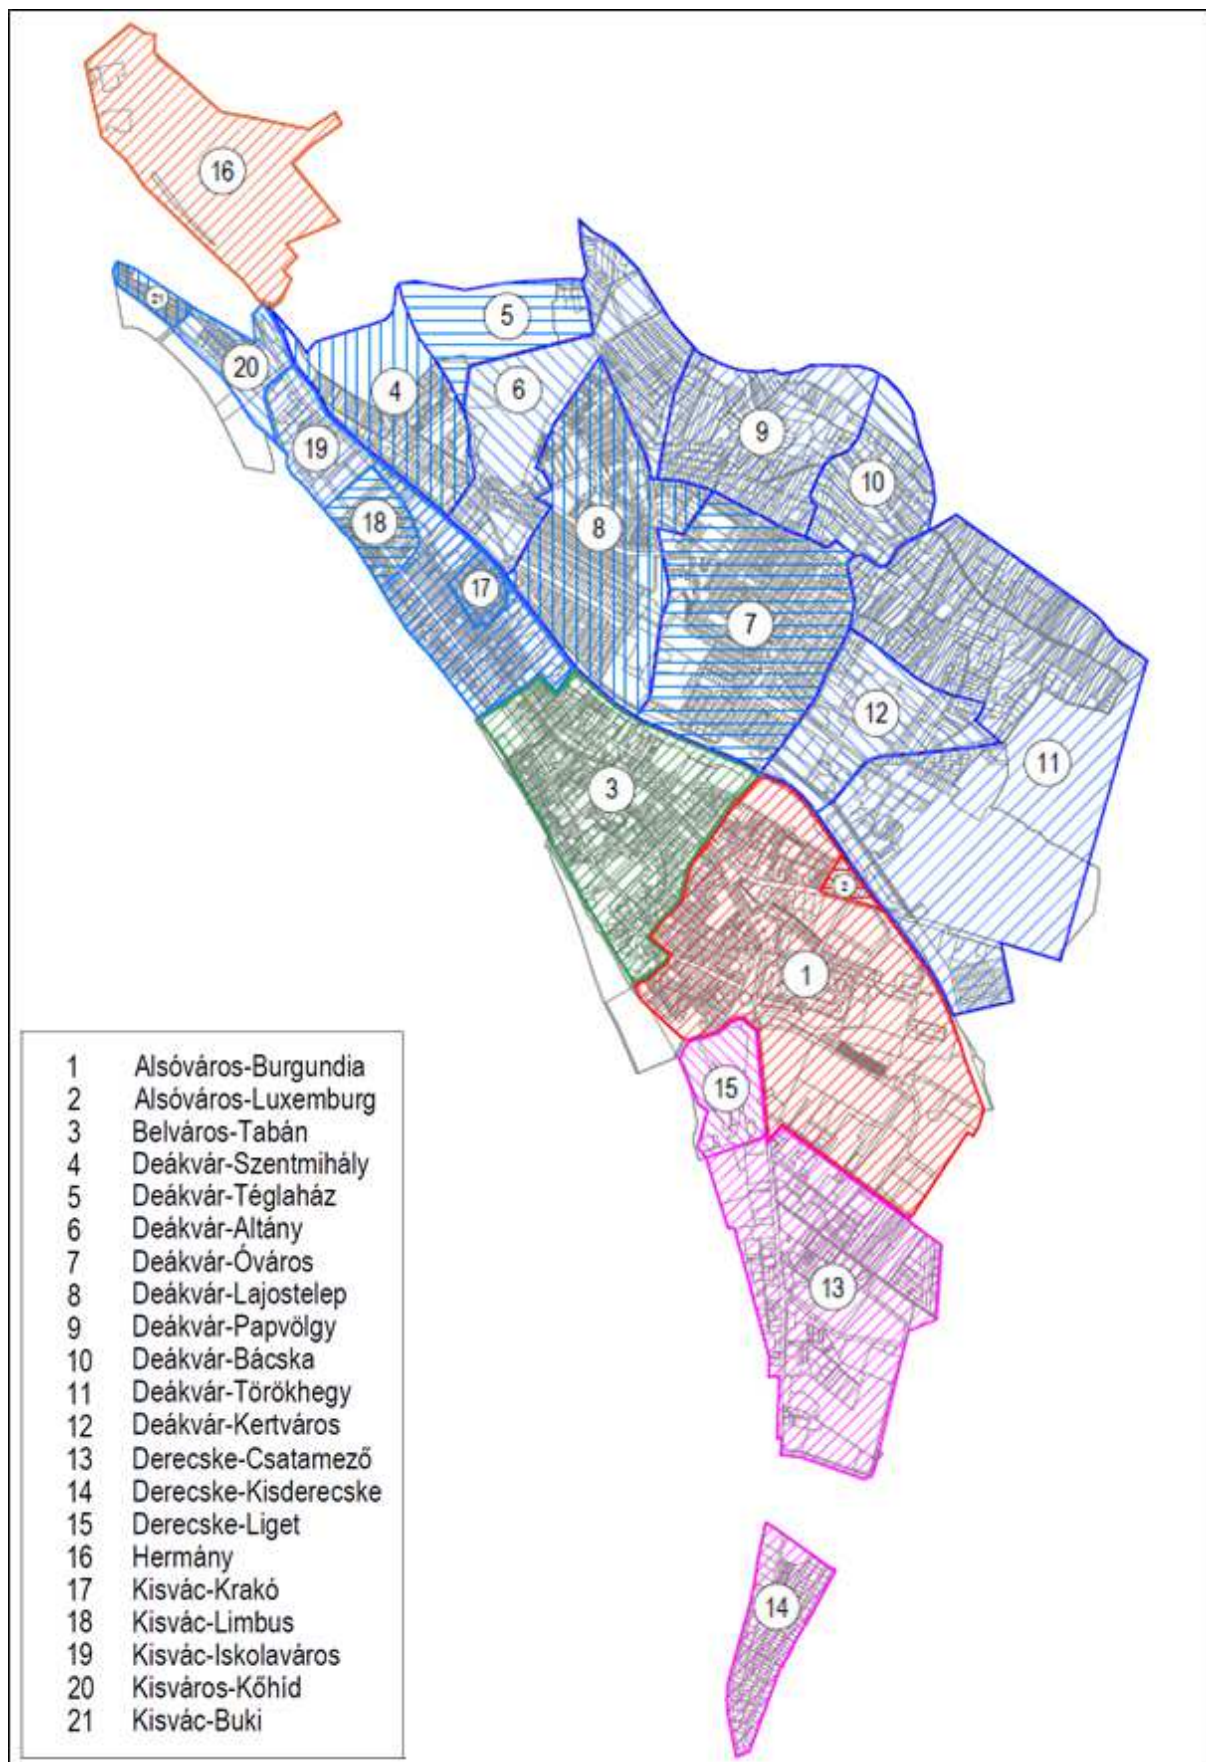 16
5
21
20
4
6
9
19
10
18
8
17
7
12
3
11
2
1
15
13
14
1 Alsóváros-Burgundia
2 Alsóváros-Luxemburg
3 Belváros-Tabán
4 Deákvár-Szentmihály
5 Deákvár-Téglaház
6 Deákvár-Altány
7 Deákvár-Óváros
8 Deákvár-Lajostelep
9 Deákvár-Papvölgy
10 Deákvár-Bácska
11 Deákvár-Törökhegy
12 Deákvár-Kertváros
13 Derecske-Csatamező
14 Derecske-Kisderecske
15 Derecske-Liget
16 Hermány
17 Kisvác-Krakó
18 Kisvác-Limbus
19 Kisvác-Iskolaváros
20 Kisváros-Kőhíd
21 Kisvác-Buki